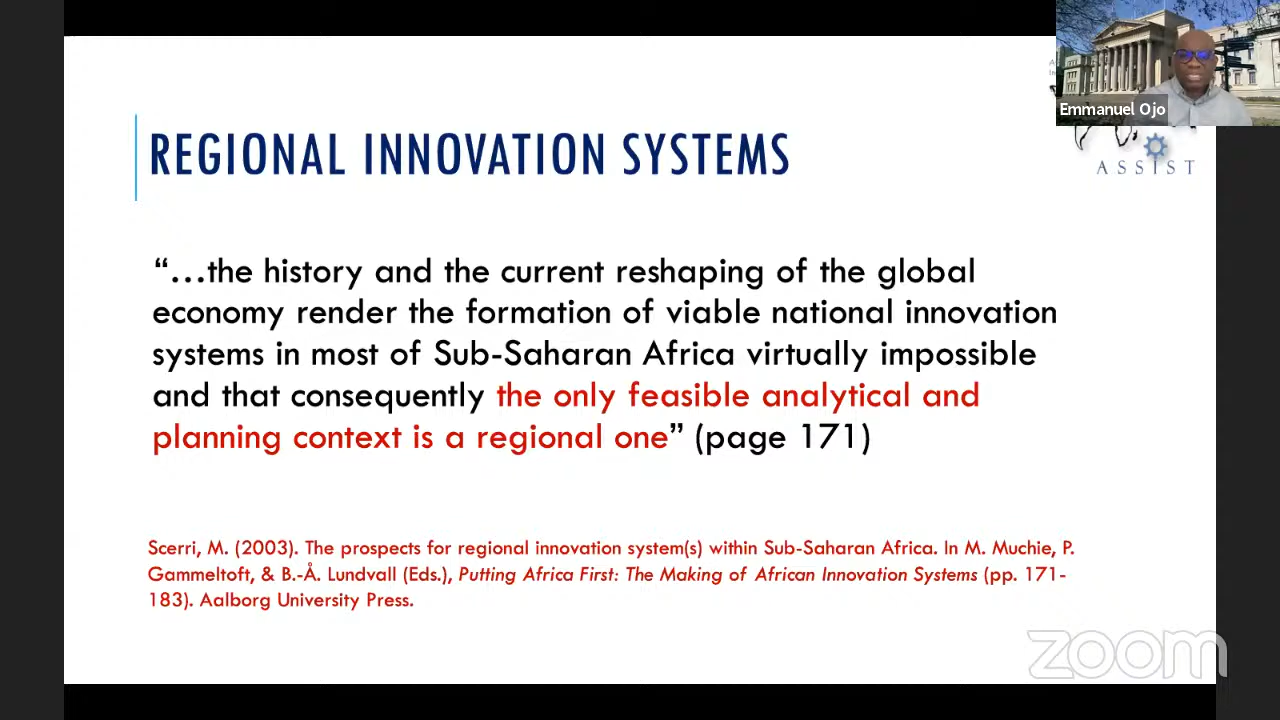 REGIONAL INNOVATION SYSTEMS
Emmanuel Ojo
ASSIST
“…the history and the current reshaping of the global
economy render the formation of viable national innovation
systems in most of Sub-Saharan Africa virtually impossible
and that consequently the only feasible analytical and
planning context is a regional one” (page 171)
Scerri, M. (2003). The prospects for regional innovation system(s) within Sub-Saharan Africa. In M. Muchie, P.
Gammeltoft, & B.-Å. Lundvall (Eds.), Putting Africa First: The Making of African Innovation Systems (pp. 171-
183). Aalborg University Press.
zoom